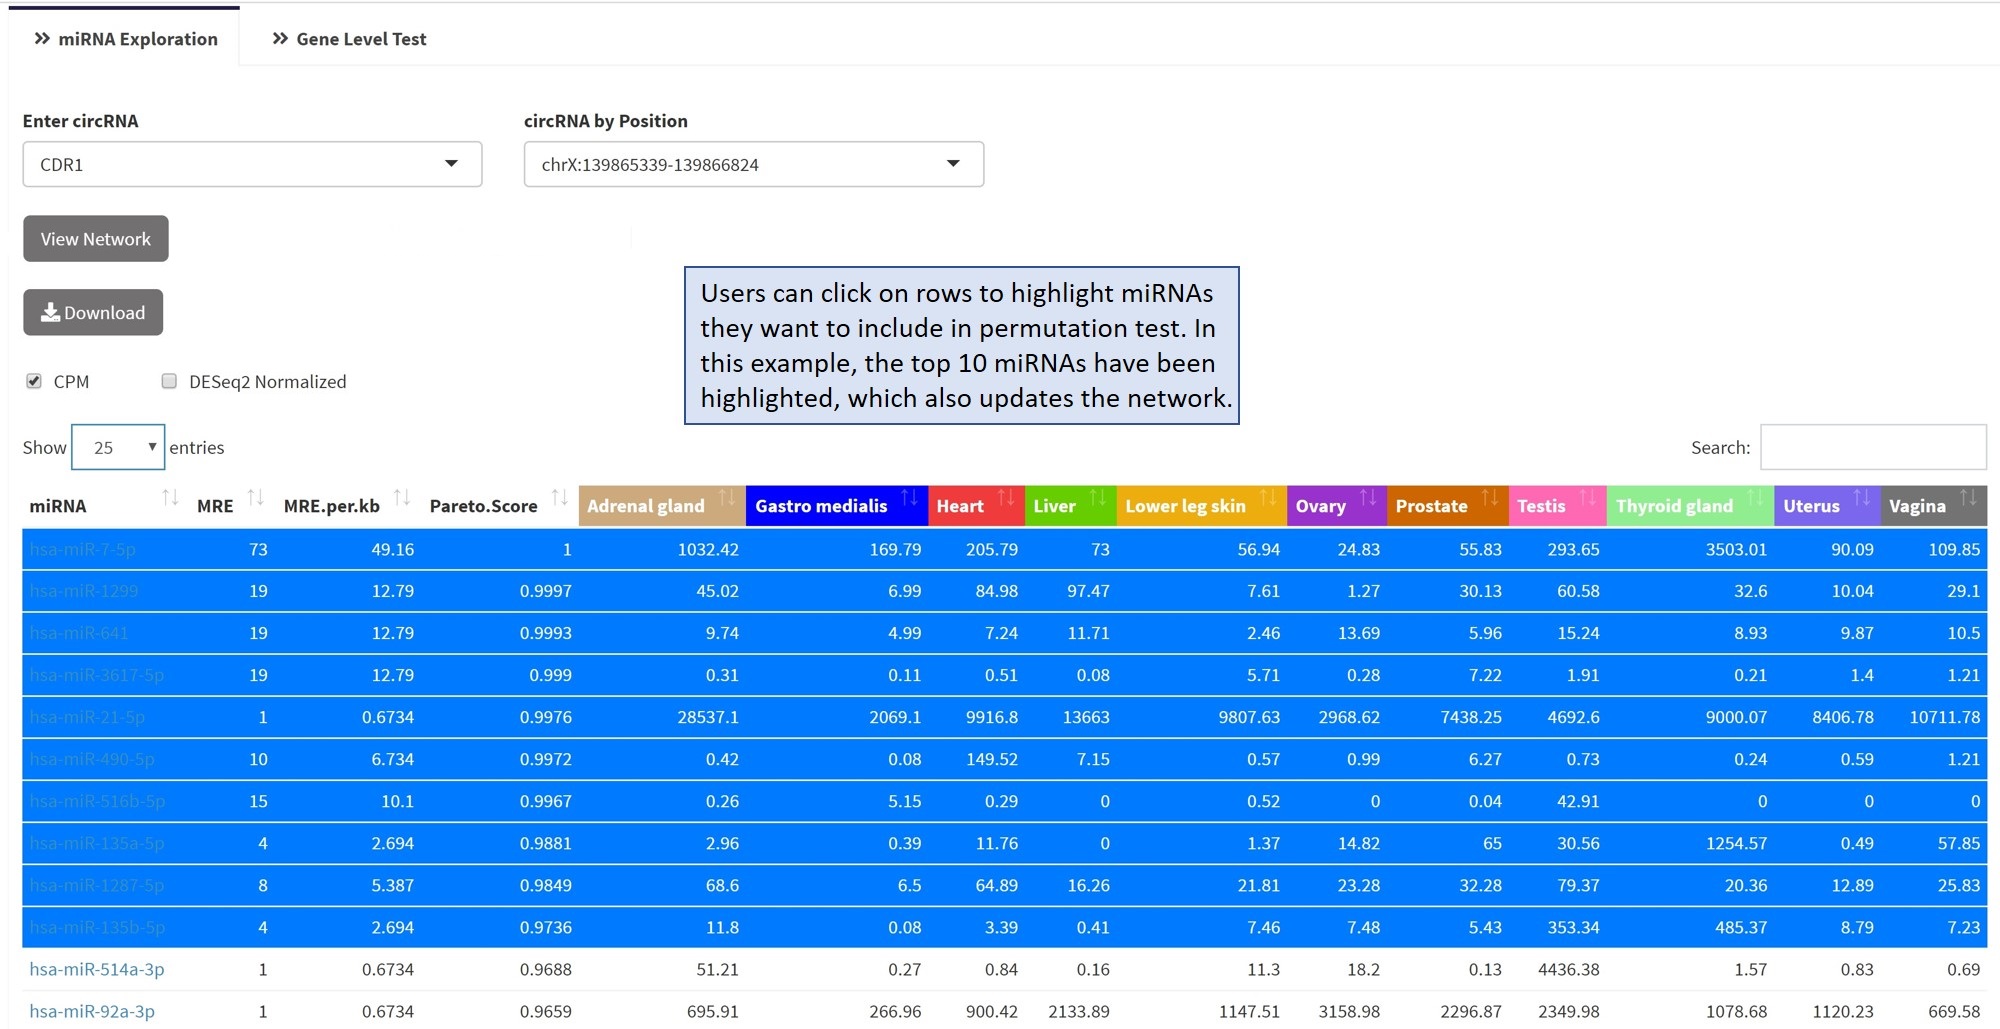 miRNA Exploration Gene Level Test
Enter circRNA circRNA by Position
CDR1 chrX:139865339-139866824
View Network
Download
CPM DESeq2 Normalized
Users can click on rows to highlight miRNAs
they want to include in permutation test. In
this example, the top 10 miRNAs have been
highlighted, which also updates the network.
Show 25 entries Search:
miRNA MRE MRE.per.kb Pareto.Score Adrenal gland Gastro medialis Heart Liver Lower leg skin Ovary Prostate Testis Thyroid gland Uterus Vagina
hsa-miR-7-5p 73 49.16 1 1032.42 169.79 205.79 73 56.94 24.83 55.83 293.65 3503.01 90.09 109.85
hsa-miR-1299 19 12.79 0.9997 45.02 6.99 84.98 97.47 7.61 1.27 30.13 60.58 32.6 10.04 29.1
hsa-miR-641 19 12.79 0.9993 9.74 4.99 7.24 11.71 2.46 13.69 5.96 15.24 8.93 9.87 10.5
hsa-miR-3617-5p 19 12.79 0.999 0.31 0.11 0.51 0.08 5.71 0.28 7.22 1.91 0.21 1.4 1.21
hsa-miR-21-5p 1 0.6734 0.9976 28537.1 2069.1 9916.8 13663 9807.63 2968.62 7438.25 4692.6 9000.07 8406.78 10711.78
hsa-miR-490-5p 10 6.734 0.9972 0.42 0.08 149.52 7.15 0.57 0.99 6.27 0.73 0.24 0.59 1.21
hsa-miR-516b-5p 15 10.1 0.9967 0.26 5.15 0.29 0 0.52 0 0.04 42.91 0 0 0
hsa-miR-135a-5p 4 2.694 0.9881 2.96 0.39 11.76 0 1.37 14.82 65 30.56 1254.57 0.49 57.85
hsa-miR-1287-5p 8 5.387 0.9849 68.6 6.5 64.89 16.26 21.81 23.28 32.28 79.37 20.36 12.89 25.83
hsa-miR-135b-5p 4 2.694 0.9736 11.8 0.08 3.39 0.41 7.46 7.48 5.43 353.34 485.37 8.79 7.23
hsa-miR-514a-3p 1 0.6734 0.9688 51.21 0.27 0.84 0.16 11.3 18.2 0.13 4436.38 1.57 0.83 0.69
hsa-miR-92a-3p 1 0.6734 0.9659 695.91 266.96 900.42 2133.89 1147.51 3158.98 2296.87 2349.98 1078.68 1120.23 669.58